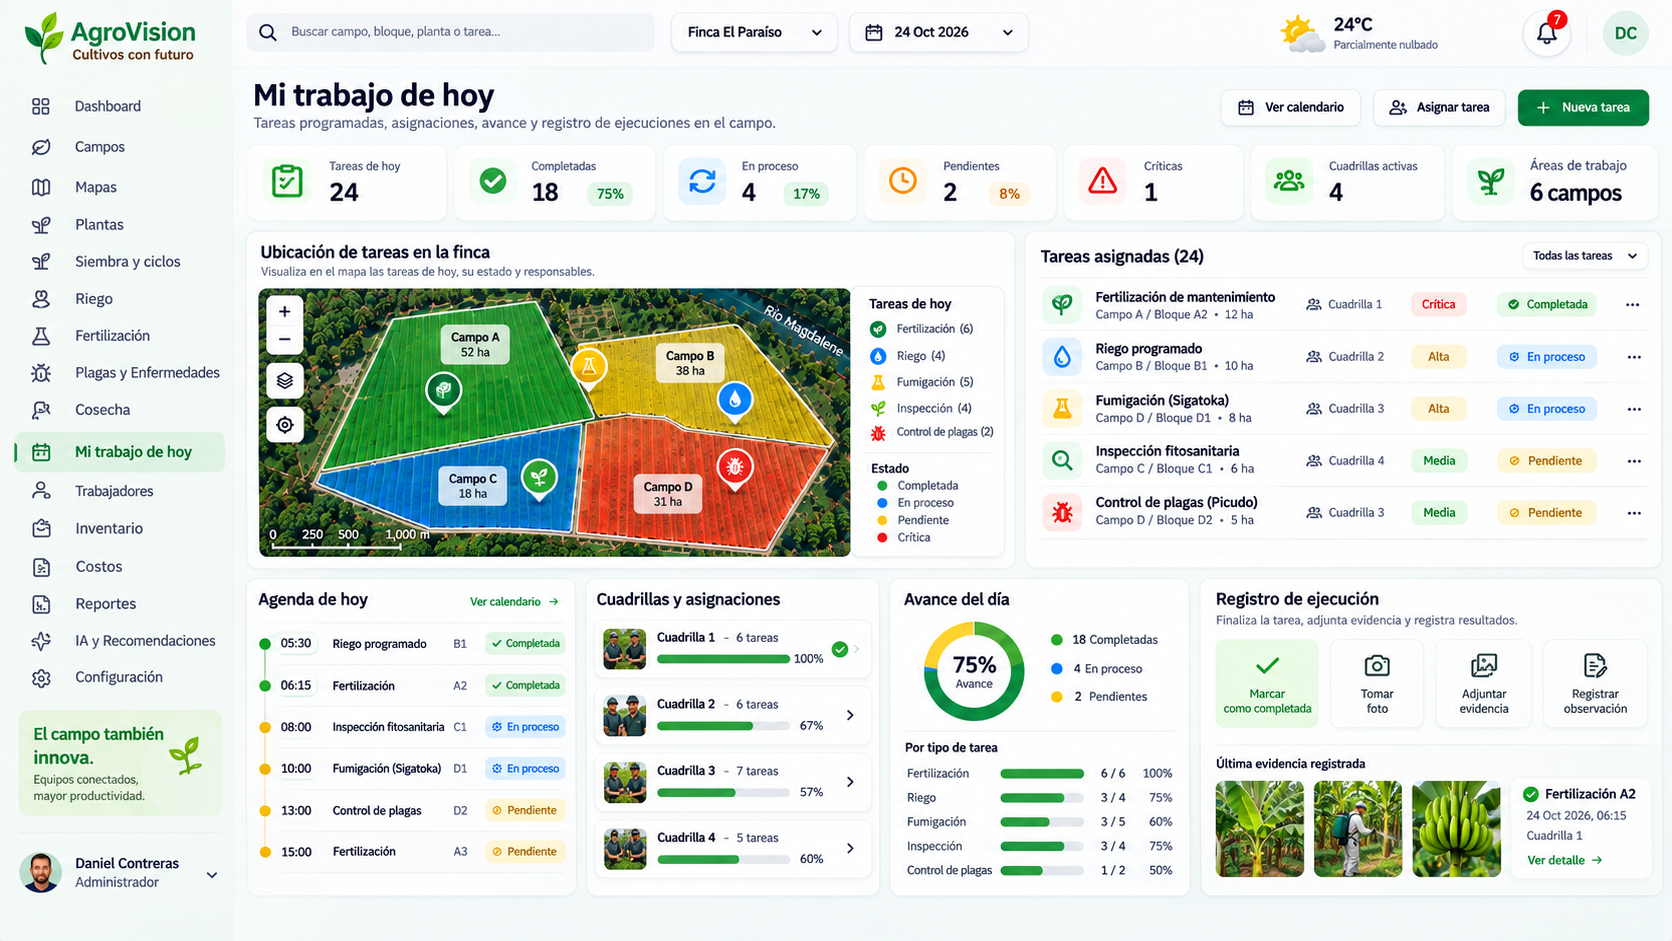 AgroVision
Cultivos con futuro
Buscar campo, bloque, planta o tarea...
Finca El Paraíso
24 Oct 2026
24°C
Parcialmente nulbado
7
DC
Dashboard
Campos
Mapas
Plantas
Siembra y ciclos
Riego
Fertilización
Plagas y Enfermedades
Cosecha
Mi trabajo de hoy
Trabajadores
Inventario
Costos
Reportes
IA y Recomendaciones
Configuración
El campo también
innova.
Equipos conectados,
mayor productividad.
Daniel Contreras
Administrador
Mi trabajo de hoy
Tareas programadas, asignaciones, avance y registro de ejecuciones en el campo.
Ver calendario
Asignar tarea
Nueva tarea
Tareas de hoy
24
Completadas
18 75%
En proceso
4 17%
Pendientes
2 8%
Críticas
1
Cuadrillas activas
4
Áreas de trabajo
6 campos
Ubicación de tareas en la finca
Visualiza en el mapa las tareas de hoy, su estado y responsables.
Campo A
52 ha
Campo B
38 ha
Campo C
18 ha
Campo D
31 ha
Río Magdalene
0 250 500 1,000 m
Tareas de hoy
Fertilización (6)
Riego (4)
Fumigación (5)
Inspección (4)
Control de plagas (2)
Estado
Completada
En proceso
Pendiente
Crítica
Tareas asignadas (24)
Todas las tareas
Fertilización de mantenimiento
Campo A / Bloque A2 • 12 ha
Cuadrilla 1 Crítica Completada
Riego programado
Campo B / Bloque B1 • 10 ha
Cuadrilla 2 Alta En proceso
Fumigación (Sigatoka)
Campo D / Bloque D1 • 8 ha
Cuadrilla 3 Alta En proceso
Inspección fitosanitaria
Campo C / Bloque C1 • 6 ha
Cuadrilla 4 Media Pendiente
Control de plagas (Picudo)
Campo D / Bloque D2 • 5 ha
Cuadrilla 3 Media Pendiente
Agenda de hoy
Ver calendario →
05:30 Riego programado B1 Completada
06:15 Fertilización A2 Completada
08:00 Inspección fitosanitaria C1 En proceso
10:00 Fumigación (Sigatoka) D1 En proceso
13:00 Control de plagas D2 Pendiente
15:00 Fertilización A3 Pendiente
Cuadrillas y asignaciones
Cuadrilla 1 - 6 tareas
100%
Cuadrilla 2 - 6 tareas
67%
Cuadrilla 3 - 7 tareas
57%
Cuadrilla 4 - 5 tareas
60%
Avance del día
75%
Avance
18 Completadas
4 En proceso
2 Pendientes
Por tipo de tarea
Fertilización 6 / 6 100%
Riego 3 / 4 75%
Fumigación 3 / 5 60%
Inspección 3 / 4 75%
Control de plagas 1 / 2 50%
Registro de ejecución
Finaliza la tarea, adjunta evidencia y registra resultados.
Marcar
como completada
Tomar
foto
Adjuntar
evidencia
Registrar
observación
Última evidencia registrada
Fertilización A2
24 Oct 2026, 06:15
Cuadrilla 1
Ver detalle →